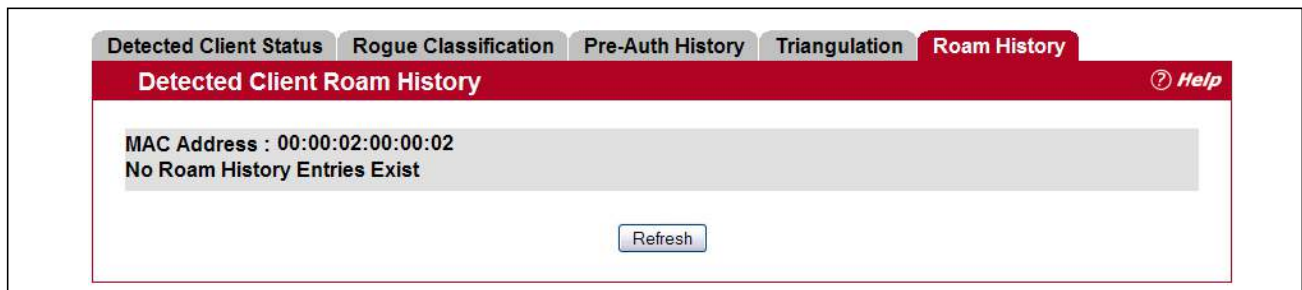 Detected Client Status Rogue Classification Pre-Auth History Triangulation Roam History
Detected Client Roam History ? Help
MAC Address : 00:00:02:00:00:02
No Roam History Entries Exist
Refresh